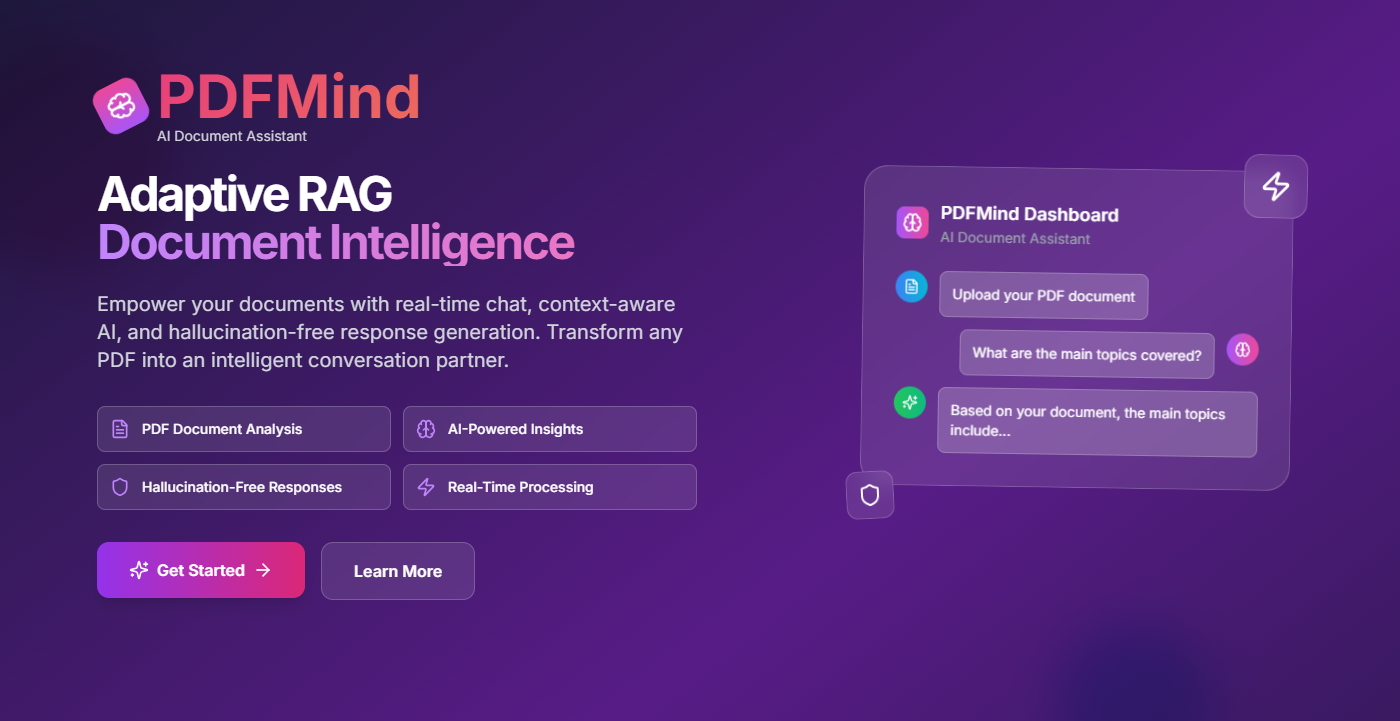 PDFMind
AI Document Assistant
Adaptive RAG
Document Intelligence
Empower your documents with real-time chat, context-aware
AI, and hallucination-free response generation. Transform any
PDF into an intelligent conversation partner.
PDF Document Analysis
AI-Powered Insights
Hallucination-Free Responses
Real-Time Processing
Get Started
Learn More
PDFMind Dashboard
AI Document Assistant
Upload your PDF document
What are the main topics covered?
Based on your document, the main topics
include...